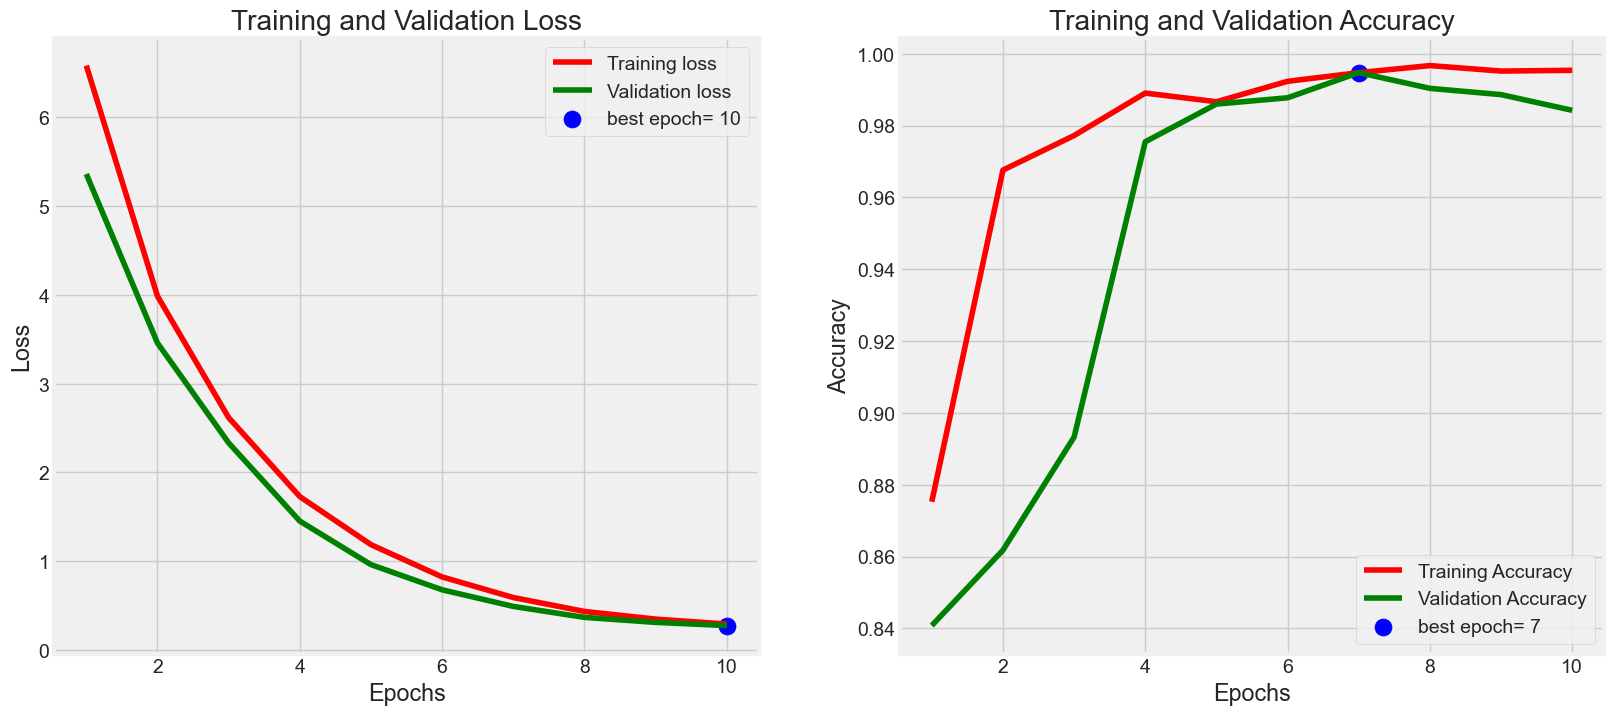 Training and Validation Loss
Training loss
Validation loss
best epoch= 10
6
5
4
3
2
1
0
2
4
6
8
10
Loss
Epochs
Training and Validation Accuracy
1.00
0.98
0.96
0.94
0.92
0.90
0.88
0.86
0.84
Training Accuracy
Validation Accuracy
best epoch= 7
2
4
6
8
10
Accuracy
Epochs